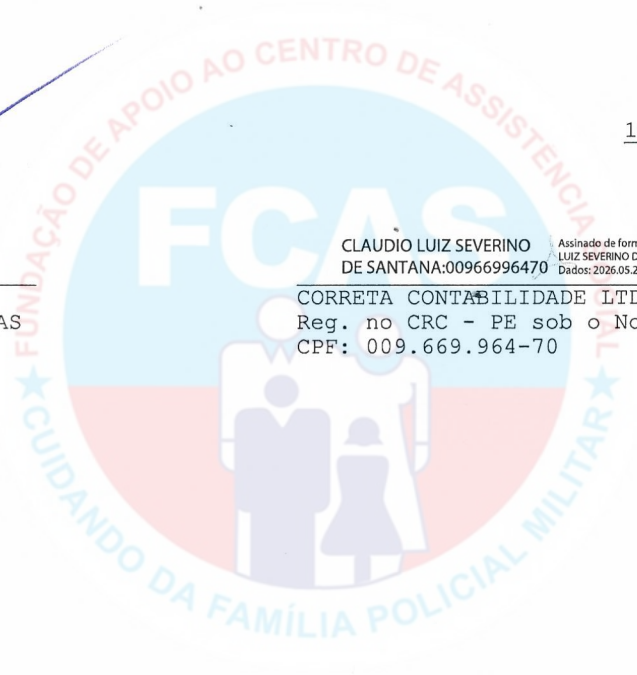 FUNDAÇÃO DE APOIO AO CENTRO DE ASSISTÊNCIA
FCAS
1
CLAUDIO LUIZ SEVERINO
DE SANTANA:00966996470
Assinado de form
LUIZ SEVERINO D
Dados: 2026.05.2
CORRETA CONTABILIDADE LTD
AS
Reg. no CRC - PE sob o No
CPF: 009.669.964-70
CUIDANDO DA FAMÍLIA POLICIAL MILITAR